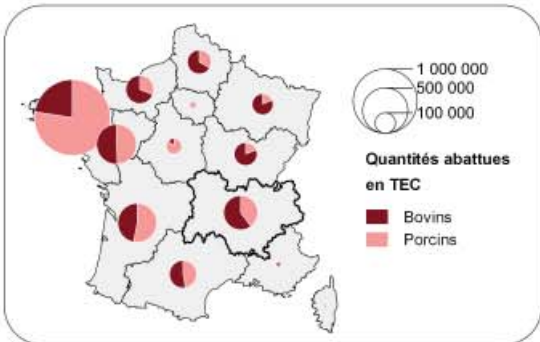 1 000 000
500 000
100 000
Quantités abattues
en TEC
Bovins
Porcins